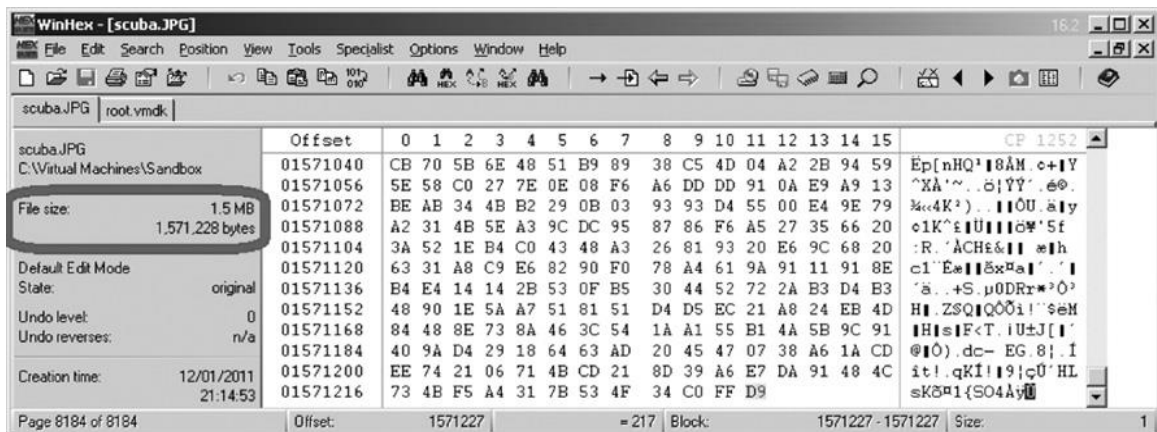 WinHex - [scuba.JPG]
16.2
File Edit Search Position View Tools Specialist Options Window Help
scuba.JPG root.vmdk
scuba.JPG
C:\Virtual Machines\Sandbox
File size: 1.5 MB
1,571,228 bytes
Default Edit Mode
State: original
Undo level: 0
Undo reverses: n/a
Creation time: 12/01/2011
21:14:53
Offset 0 1 2 3 4 5 6 7 8 9 10 11 12 13 14 15 CP 1252
01571040 CB 70 5B 6E 48 51 B9 89 38 C5 4D 04 A2 2B 94 59
01571056 5E 58 C0 27 7E 0E 08 F6 A6 DD DD 91 0A E9 A9 13
01571072 BE AB 34 4B B2 29 0B 03 93 93 D4 55 00 E4 9E 79
01571088 A2 31 4B 5E A3 9C DC 95 87 86 F6 A5 27 35 66 20
01571104 3A 52 1E B4 C0 43 48 A3 26 81 93 20 E6 9C 68 20
01571120 63 31 A8 C9 E6 82 90 F0 78 A4 61 9A 91 11 91 8E
01571136 B4 E4 14 14 2B 53 0F B5 30 44 52 72 2A B3 D4 B3
01571152 48 90 1E 5A A7 51 81 51 D4 D5 EC 21 A8 24 EB 4D
01571168 84 48 8E 73 8A 46 3C 54 1A A1 55 B1 4A 5B 9C 91
01571184 40 9A D4 29 18 64 63 AD 20 45 47 07 38 A6 1A CD
01571200 EE 74 21 06 71 4B CD 21 8D 39 A6 E7 DA 91 48 4C
01571216 73 4B F5 A4 31 7B 53 4F 34 C0 FF D9
Page 8184 of 8184 Offset: 1571227 = 217 Block: 1571227 - 1571227 Size: 1